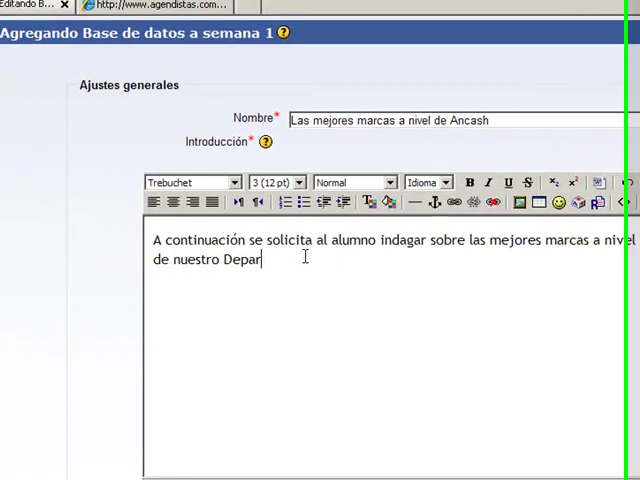 Editando B...
http://www.agendistas.com...
Agregando Base de datos a semana 1
Ajustes generales
Nombre* Las mejores marcas a nivel de Ancash
Introducción*
Trebuchet 3 (12 pt) Normal Idioma B I U S x₂ x²
A continuación se solicita al alumno indagar sobre las mejores marcas a nivel
de nuestro Depar